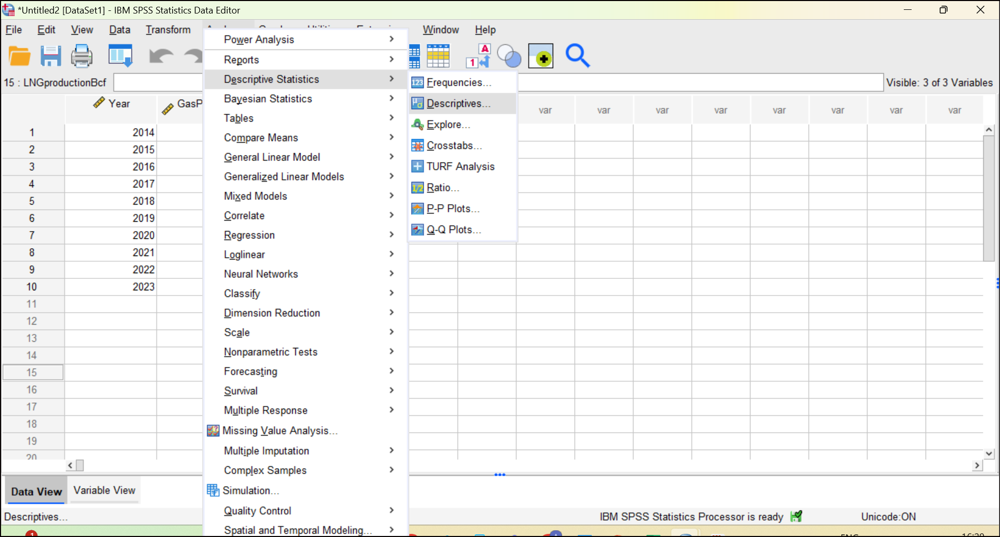 *Untitled2 [DataSet1] - IBM SPSS Statistics Data Editor
File Edit View Data Transform Window Help
15 : LNGproductionBcf
Visible: 3 of 3 Variables
Year GasP var var var var var var var var
1 2014
2 2015
3 2016
4 2017
5 2018
6 2019
7 2020
8 2021
9 2022
10 2023
11
12
13
14
15
16
17
18
19
20
Power Analysis
Reports
Descriptive Statistics
Bayesian Statistics
Tables
Compare Means
General Linear Model
Generalized Linear Models
Mixed Models
Correlate
Regression
Loglinear
Neural Networks
Classify
Dimension Reduction
Scale
Nonparametric Tests
Forecasting
Survival
Multiple Response
Missing Value Analysis...
Multiple Imputation
Complex Samples
Simulation...
Quality Control
Spatial and Temporal Modeling...
123 Frequencies...
Descriptives...
Explore...
Crosstabs...
TURF Analysis
1/2 Ratio...
P-P Plots...
Q-Q Plots...
Data View Variable View
Descriptives...
IBM SPSS Statistics Processor is ready
Unicode:ON
1